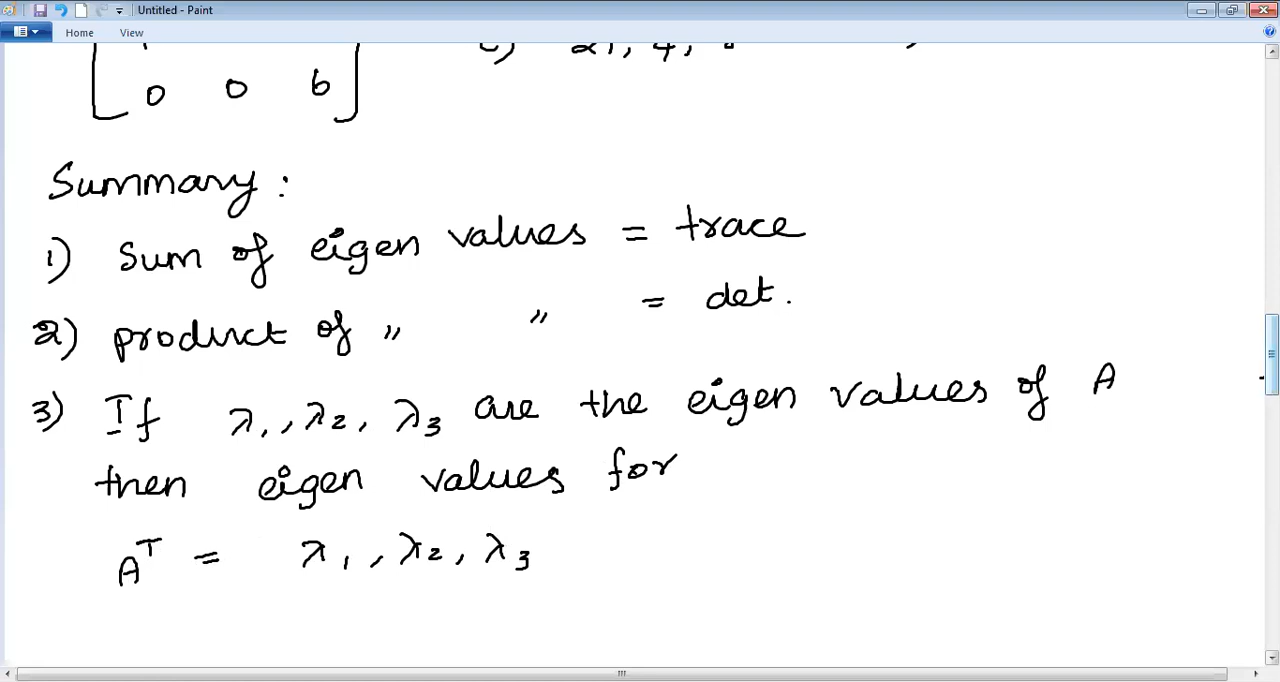 Untitled - Paint
Home View
0 0 6
Summary :
1) Sum of eigen values = trace
2) product of " " = det.
3) If λ1, λ2, λ3 are the eigen values of A
then eigen values for
A^T = λ1, λ2, λ3